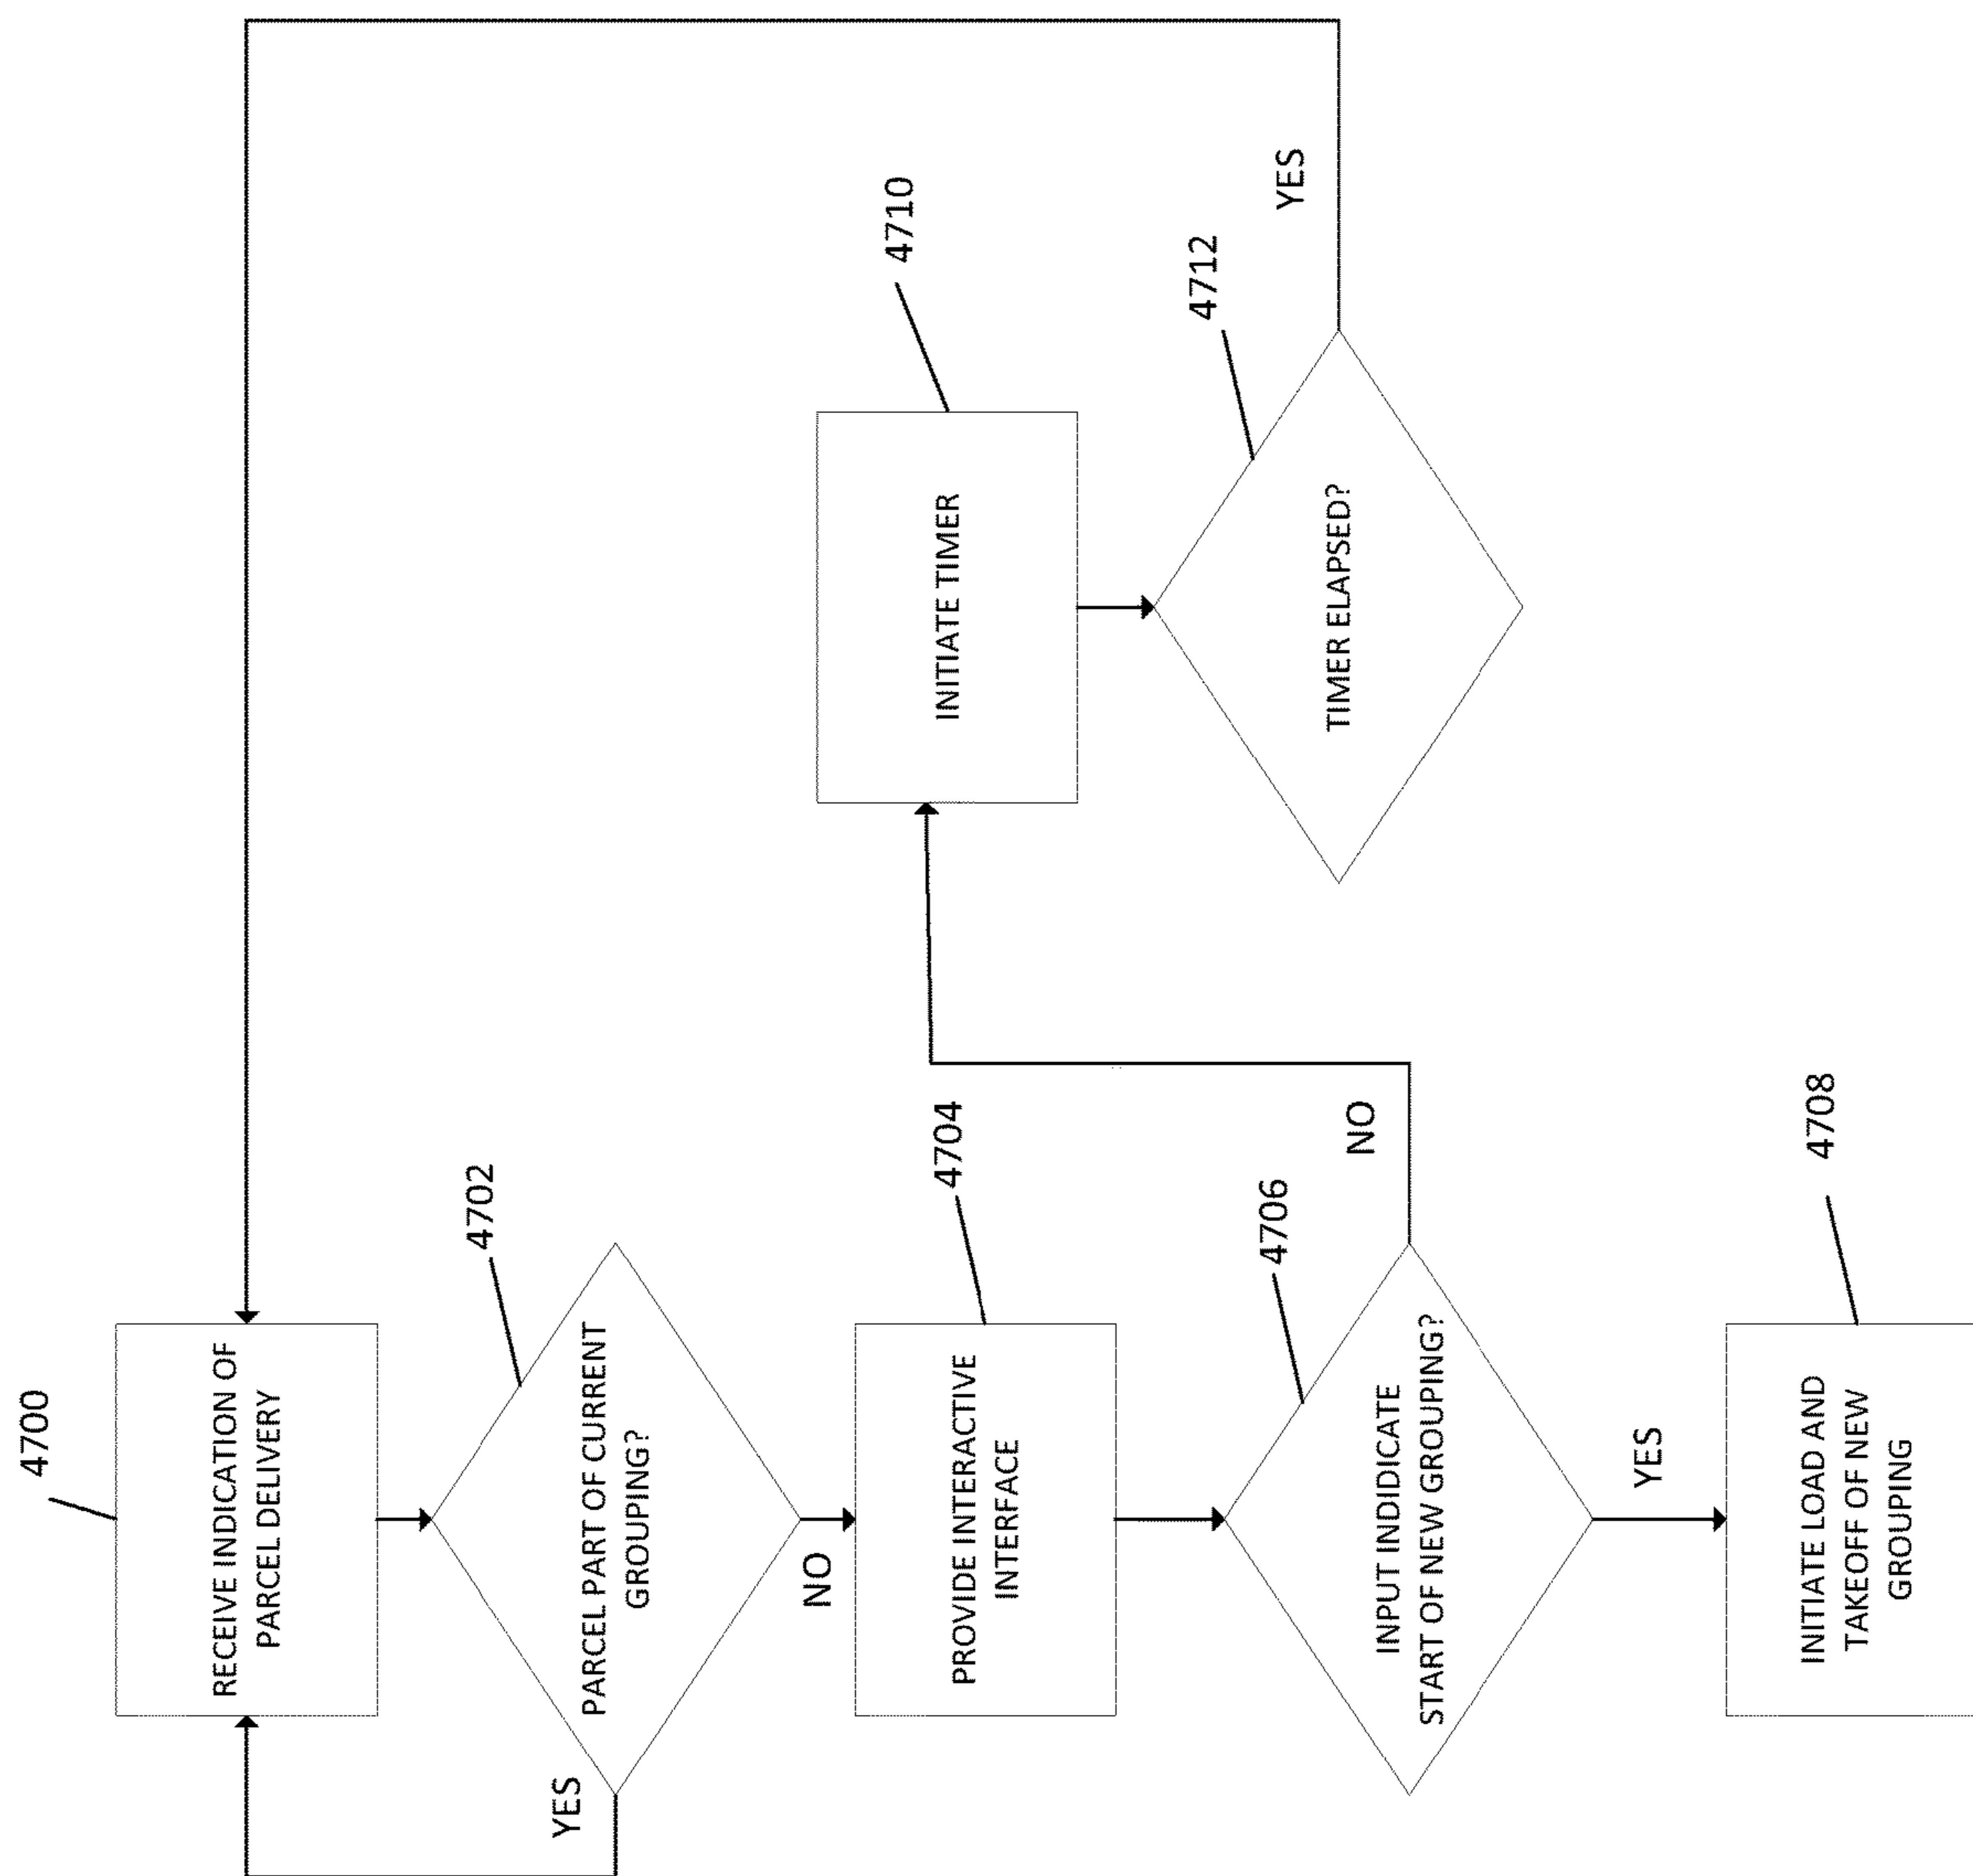 4700
RECEIVE INDICATION OF
PARCEL DELIVERY
4702
PARCEL PART OF CURRENT
GROUPING?
YES
NO
4704
PROVIDE INTERACTIVE
INTERFACE
4706
INPUT INDIDICATE
START OF NEW GROUPING?
NO
YES
4708
INITIATE LOAD AND
TAKEOFF OF NEW
GROUPING
4710
INITIATE TIMER
4712
TIMER ELAPSED?
YES